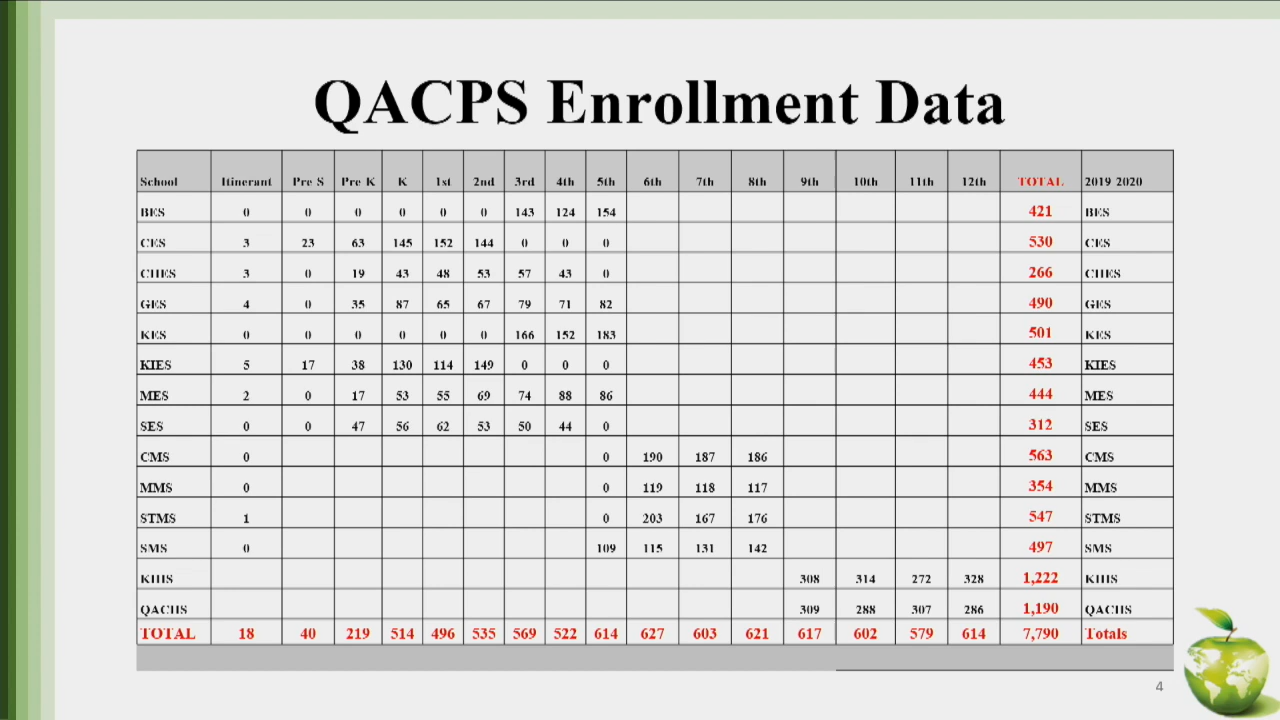 QACPS Enrollment Data
School Itinerant Pre S Pre K K 1st 2nd 3rd 4th 5th 6th 7th 8th 9th 10th 11th 12th TOTAL 2019 2020
BES 0 0 0 0 0 0 143 124 154 421 BES
CES 3 23 63 145 152 144 0 0 0 530 CES
CHES 3 0 19 43 48 53 57 43 0 266 CHES
GES 4 0 35 87 65 67 79 71 82 490 GES
KES 0 0 0 0 0 0 166 152 183 501 KES
KIES 5 17 38 130 114 149 0 0 0 453 KIES
MES 2 0 17 53 55 69 74 88 86 444 MES
SES 0 0 47 56 62 53 50 44 0 312 SES
CMS 0 0 190 187 186 563 CMS
MMS 0 0 119 118 117 354 MMS
STMS 1 0 203 167 176 547 STMS
SMS 0 109 115 131 142 497 SMS
KIHS 308 314 272 328 1,222 KIHS
QACHS 309 288 307 286 1,190 QACHS
TOTAL 18 40 219 514 496 535 569 522 614 627 603 621 617 602 579 614 7,790 Totals
4